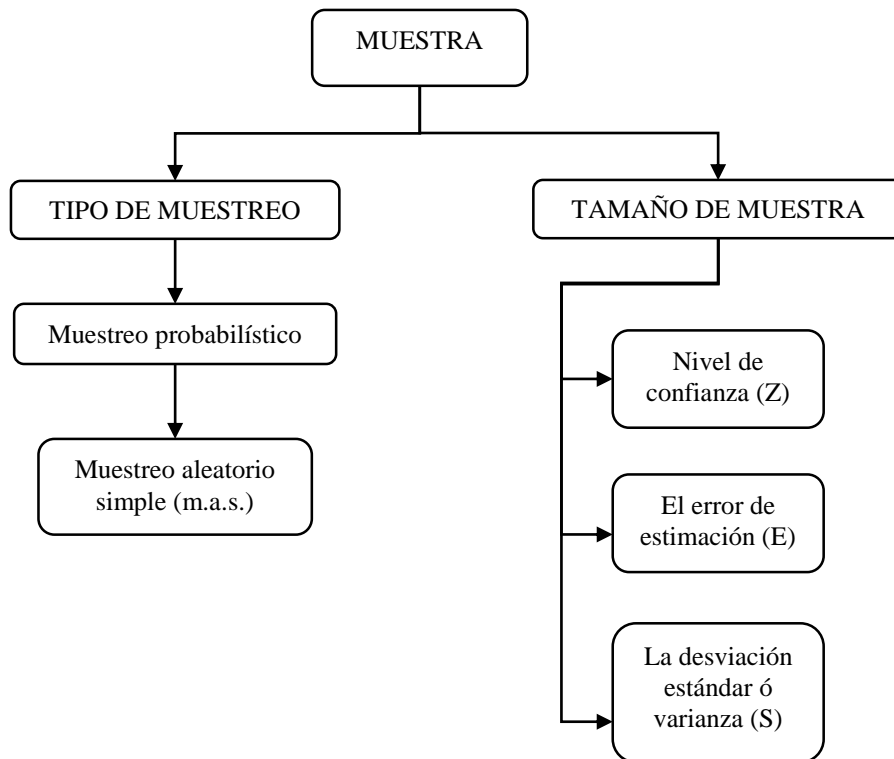 MUESTRA
TIPO DE MUESTREO
TAMAÑO DE MUESTRA
Muestreo probabilístico
Muestreo aleatorio
simple (m.a.s.)
Nivel de
confianza (Z)
El error de
estimación (E)
La desviación
estándar ó
varianza (S)